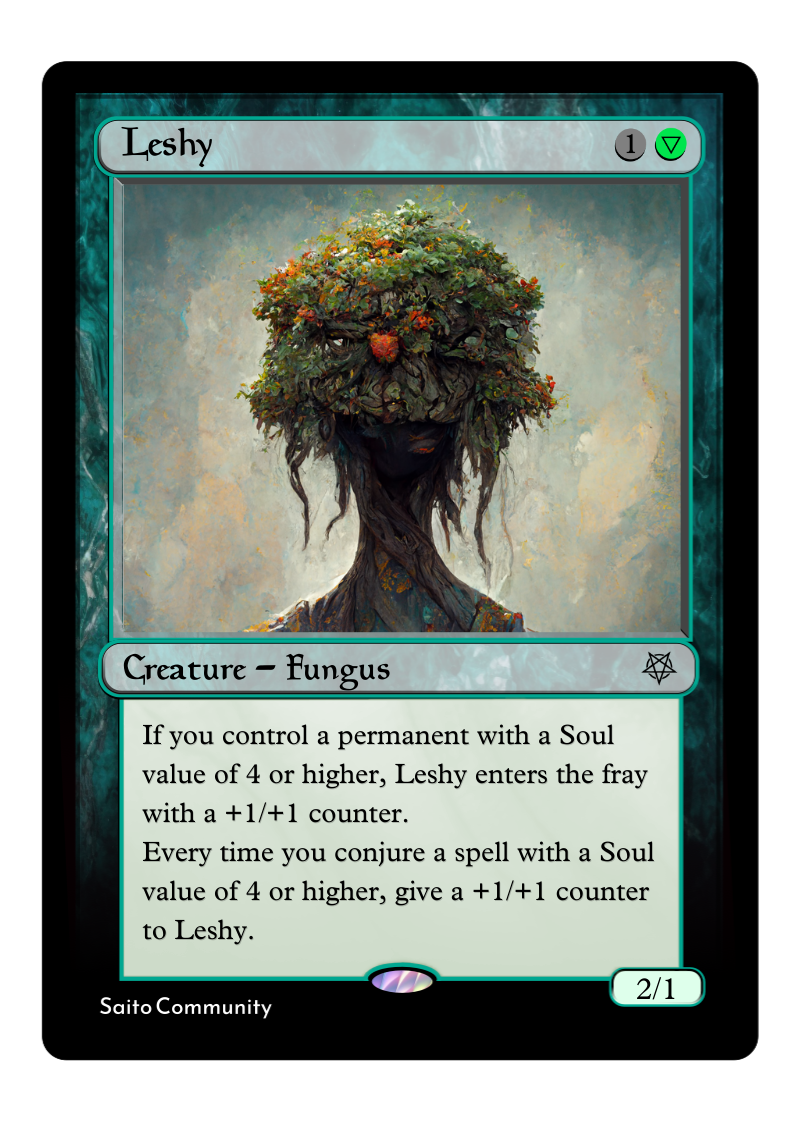 Leshy 1
Creature – Fungus
If you control a permanent with a Soul
value of 4 or higher, Leshy enters the fray
with a +1/+1 counter.
Every time you conjure a spell with a Soul
value of 4 or higher, give a +1/+1 counter
to Leshy.
2/1
Saito Community